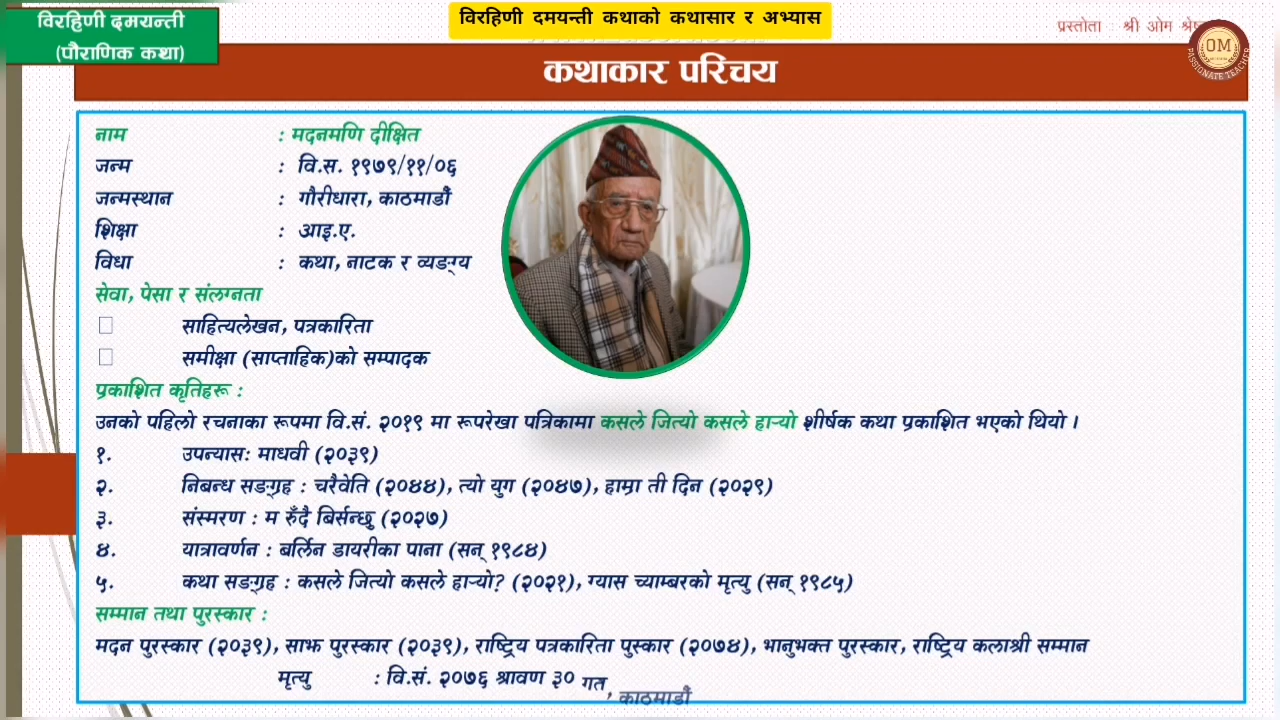 विरहिणी दमयन्ती
(पौराणिक कथा)
विरहिणी दमयन्ती कथाको कथासार र अभ्यास
प्रस्तोता : श्री ओम
OM
PASSIONATE TEACHER
कथाकार परिचय
नाम : मदनमणि दीक्षित
जन्म : वि.स. १९७९/११/०६
जन्मस्थान : गौरीधारा, काठमाडौं
शिक्षा : आइ.ए.
विधा : कथा, नाटक र व्यङ्ग्य
सेवा, पेसा र संलग्नता
साहित्यलेखन, पत्रकारिता
समीक्षा (साप्ताहिक)को सम्पादक
प्रकाशित कृतिहरू :
उनको पहिलो रचनाका रूपमा वि.सं. २०१९ मा रूपरेखा पत्रिकामा कसले जित्यो कसले हार्‍यो शीर्षक कथा प्रकाशित भएको थियो ।
१. उपन्यासः माधवी (२०३९)
२. निबन्ध सङ्ग्रह : चरैवेति (२०४४), त्यो युग (२०४७), हाम्रा ती दिन (२०२९)
३. संस्मरण : म रुँदै बिर्सन्छु (२०२७)
४. यात्रावर्णन : बर्लिन डायरीका पाना (सन् १९८४)
५. कथा सङ्ग्रह : कसले जित्यो कसले हार्‍यो? (२०२१), ग्यास च्याम्बरको मृत्यु (सन् १९८५)
सम्मान तथा पुरस्कार :
मदन पुरस्कार (२०३९), साझ पुरस्कार (२०३९), राष्ट्रिय पत्रकारिता पुस्कार (२०७४), भानुभक्त पुरस्कार, राष्ट्रिय कलाश्री सम्मान
मृत्यु : वि.सं. २०७६ श्रावण ३० गत, काठमाडौं